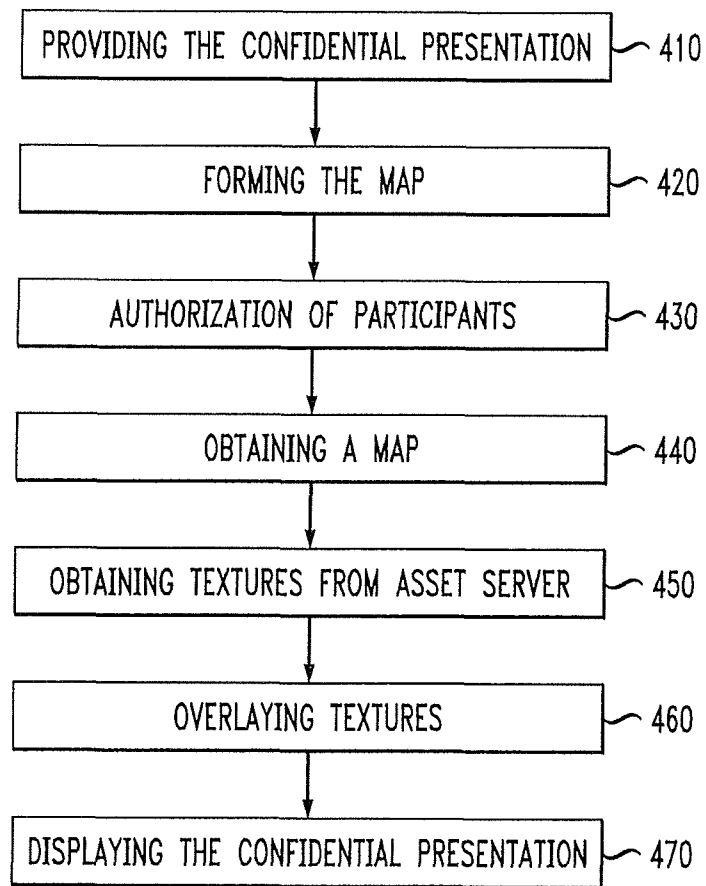 PROVIDING THE CONFIDENTIAL PRESENTATION 410
FORMING THE MAP 420
AUTHORIZATION OF PARTICIPANTS 430
OBTAINING A MAP 440
OBTAINING TEXTURES FROM ASSET SERVER 450
OVERLAYING TEXTURES 460
DISPLAYING THE CONFIDENTIAL PRESENTATION 470